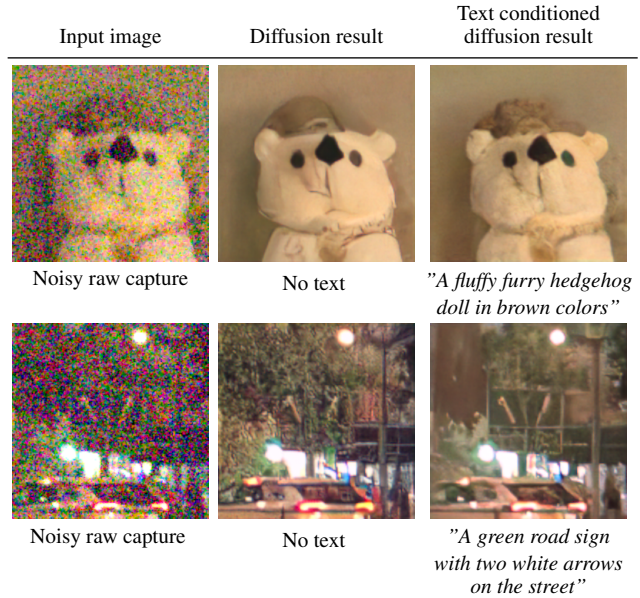 Input image
Diffusion result
Text conditioned
diffusion result
Noisy raw capture
No text
”A fluffy furry hedgehog
doll in brown colors”
Noisy raw capture
No text
”A green road sign
with two white arrows
on the street”